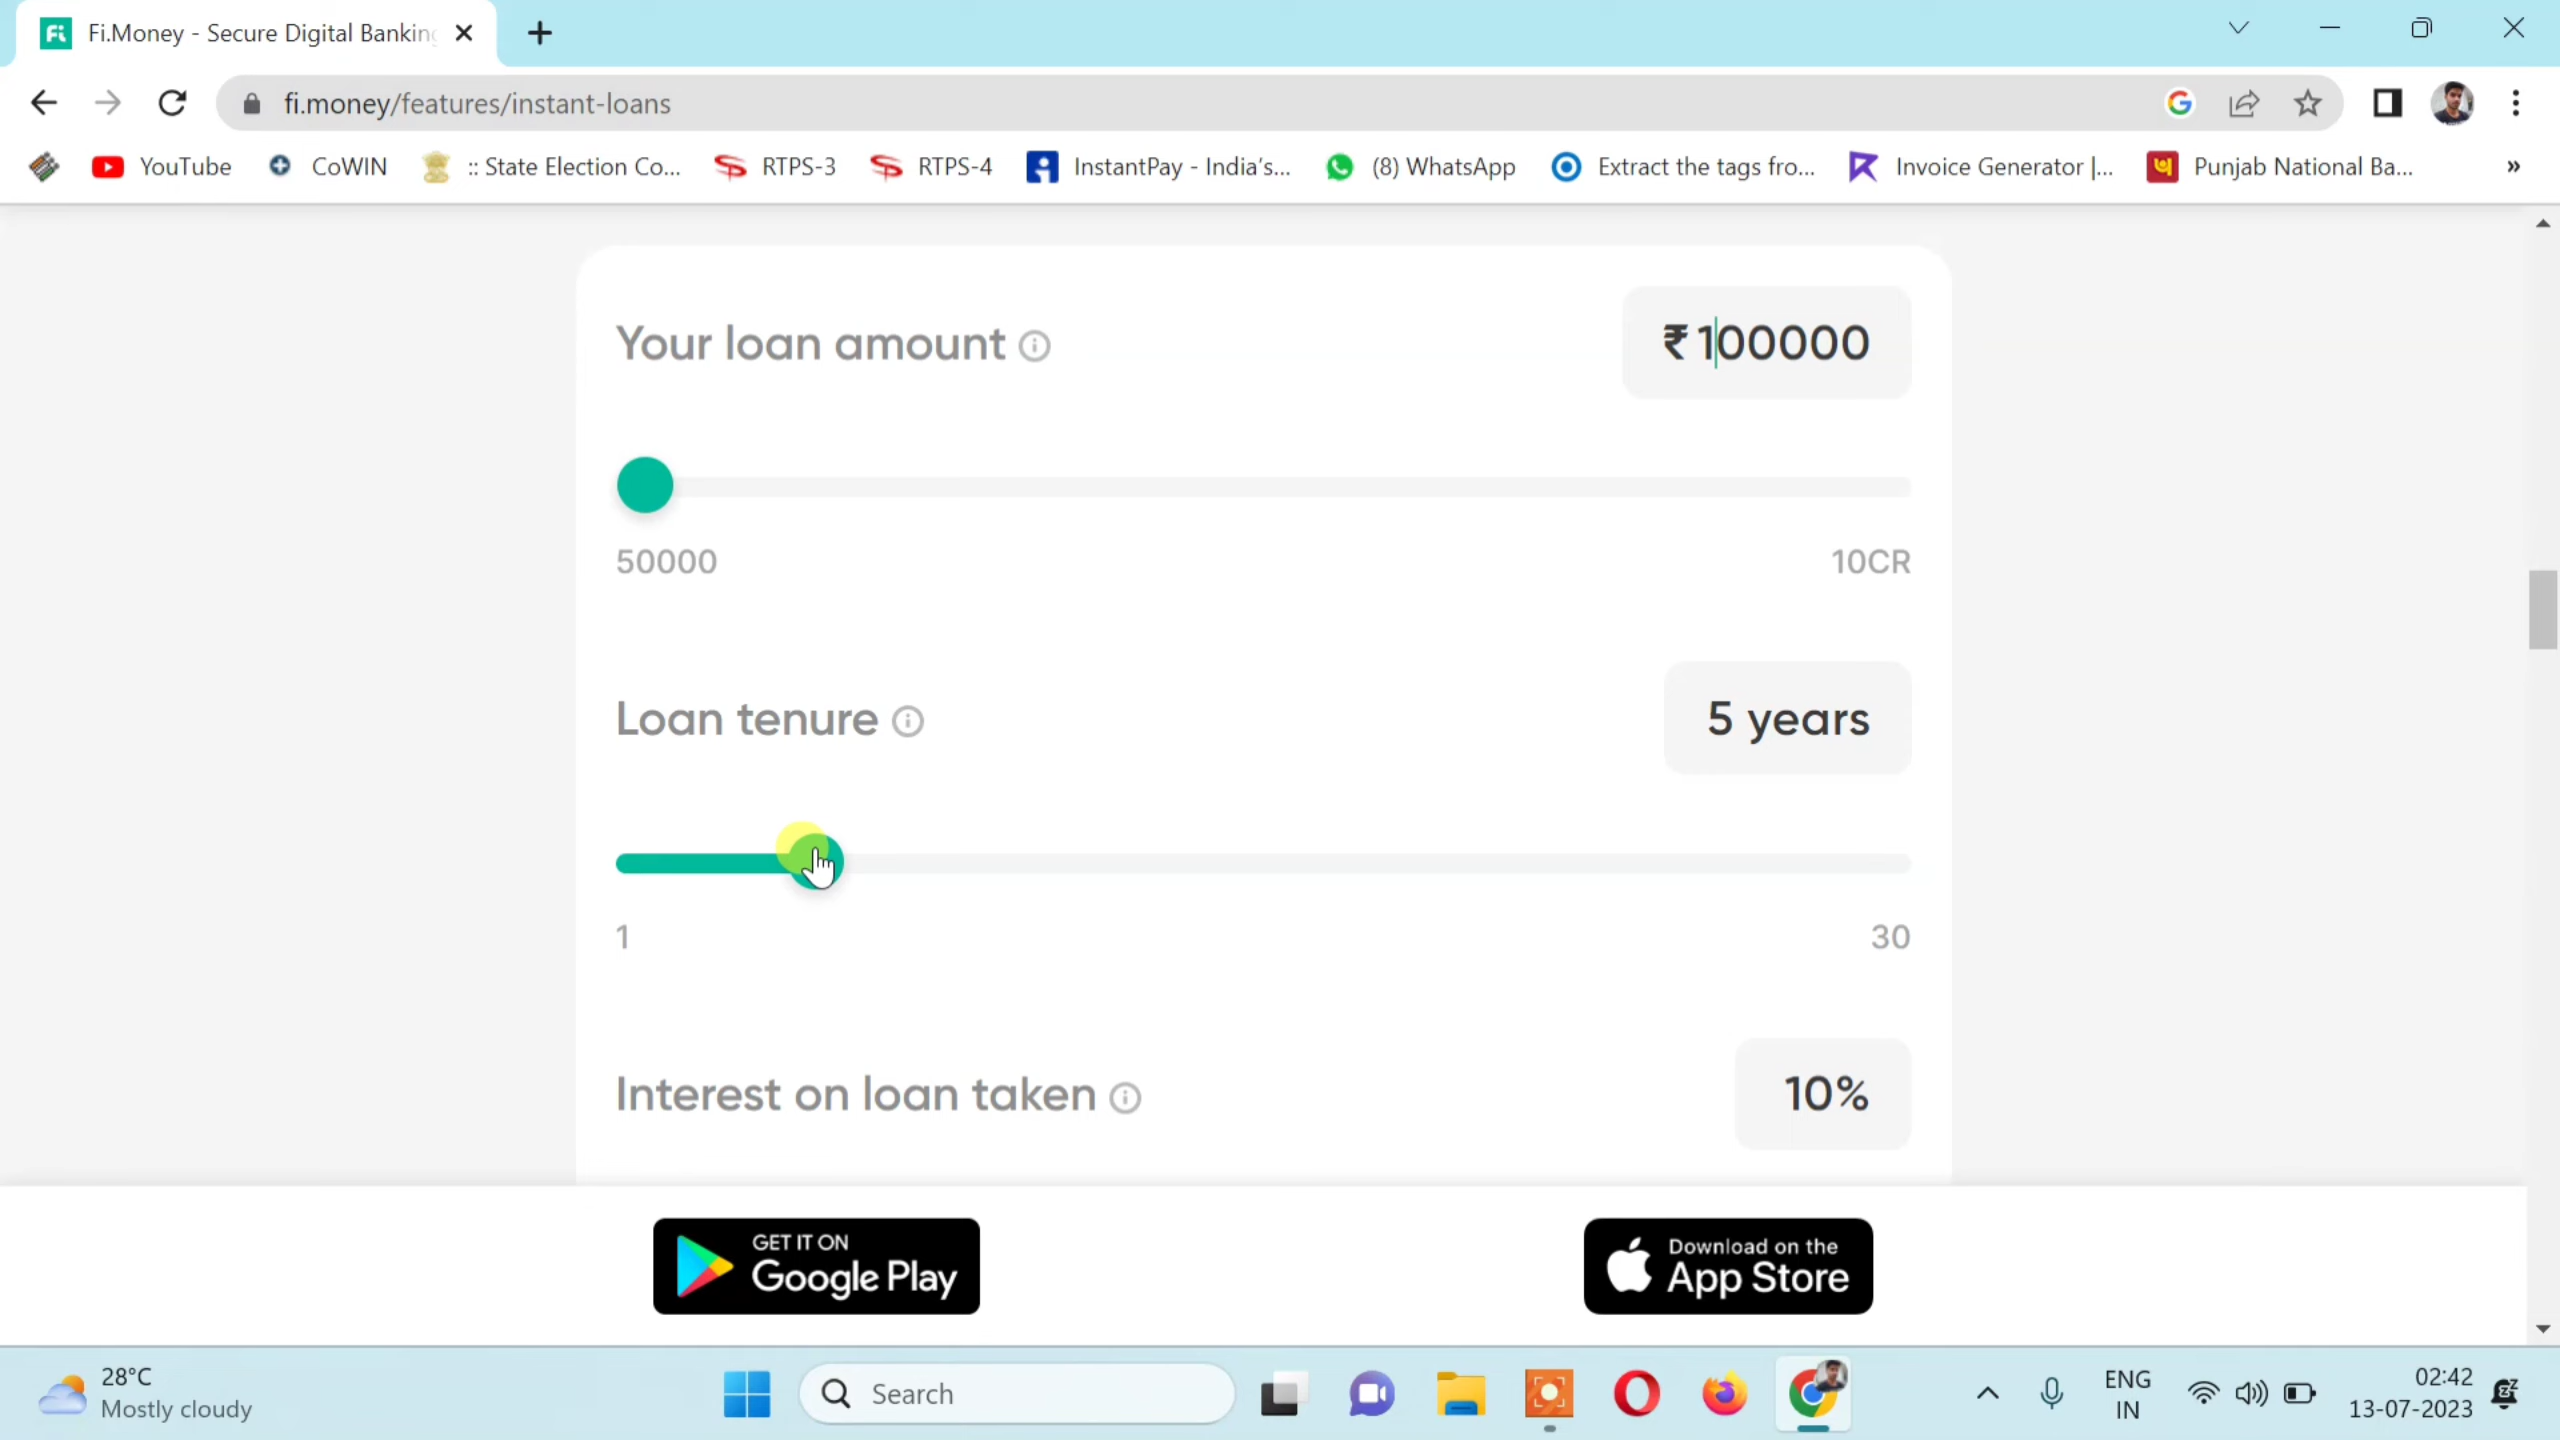 Fi.Money - Secure Digital Banking
fi.money/features/instant-loans
YouTube CoWIN :: State Election Co... RTPS-3 RTPS-4 InstantPay - India's... (8) WhatsApp Extract the tags fro... Invoice Generator |... Punjab National Ba... »
Your loan amount ₹100000
50000 10CR
Loan tenure 5 years
1 30
Interest on loan taken 10%
GET IT ON
Google Play
Download on the
App Store
28°C
Mostly cloudy
Search
ENG
IN
02:42
13-07-2023